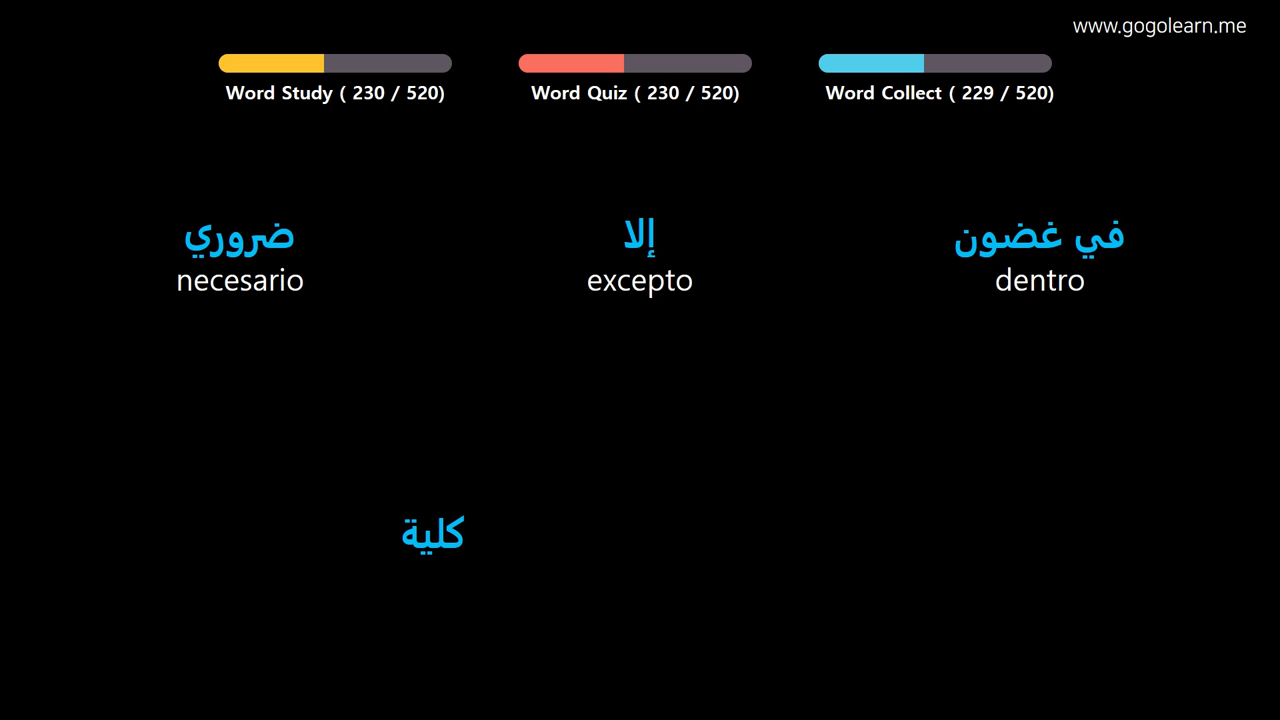 www.gogolearn.me
Word Study ( 230 / 520)
Word Quiz ( 230 / 520)
Word Collect ( 229 / 520)
ضروري
necesario
إلا
excepto
في غضون
dentro
كلية